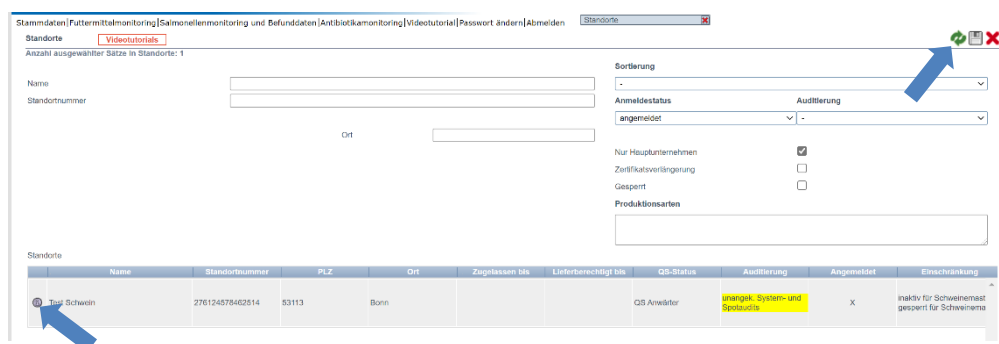 Stammdaten|Futtermittelmonitoring|Salmonellenmonitoring und Befunddaten|Antibiotikamonitoring|Videotutorial|Passwort ändern|Abmelden Standorte
Standorte Videotutorials
Anzahl ausgewählter Sätze in Standorte: 1
Sortierung
Name -
Standortnummer Anmeldestatus Auditierung
angemeldet -
Ort
Nur Hauptunternehmen
Zertifikatsverlängerung
Gesperrt
Produktionsarten
Standorte
Name Standortnummer PLZ Ort Zugelassen bis Lieferberechtigt bis QS-Status Auditierung Angemeldet Einschränkung
Test Schwein 276124578462514 53113 Bonn QS Anwärter unangek. System- und Spotaudits X inaktiv für Schweinemast
gesperrt für Schweinema